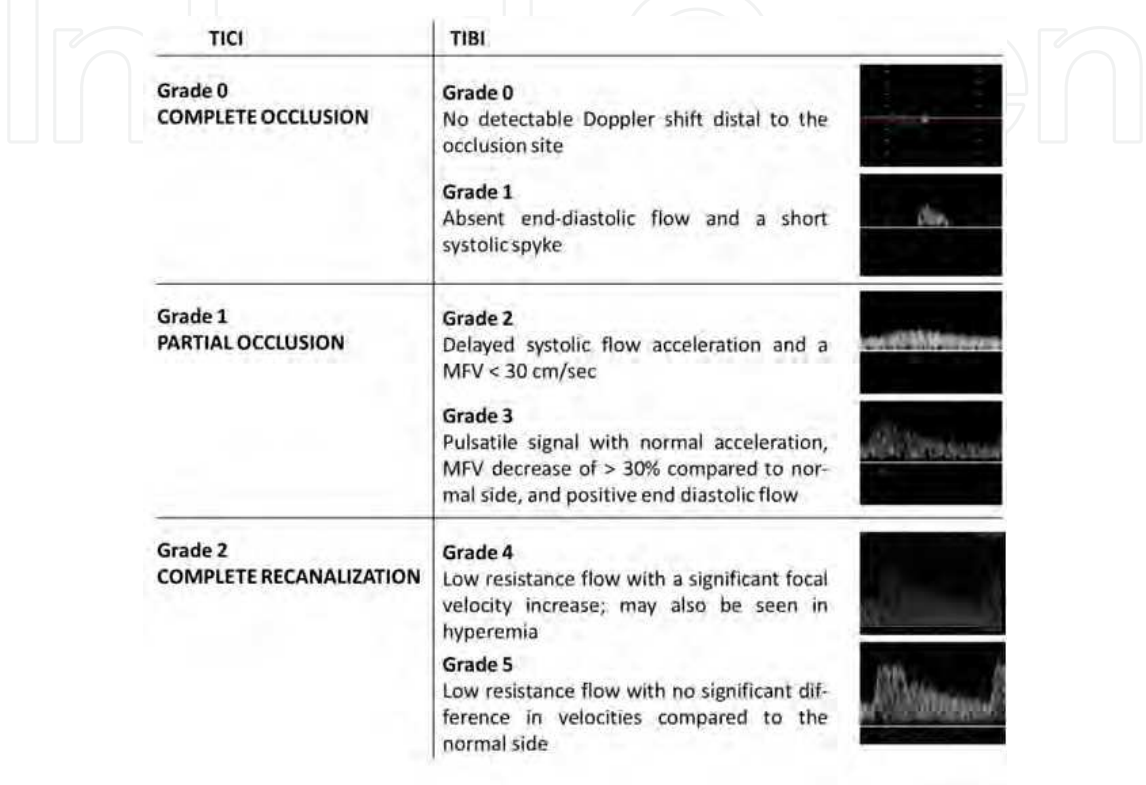 TICI TIBI
Grade 0
COMPLETE OCCLUSION
Grade 0
No detectable Doppler shift distal to the
occlusion site
Grade 1
Absent end-diastolic flow and a short
systolic spyke
Grade 1
PARTIAL OCCLUSION
Grade 2
Delayed systolic flow acceleration and a
MFV < 30 cm/sec
Grade 3
Pulsatile signal with normal acceleration,
MFV decrease of > 30% compared to nor-
mal side, and positive end diastolic flow
Grade 2
COMPLETE RECANALIZATION
Grade 4
Low resistance flow with a significant focal
velocity increase; may also be seen in
hyperemia
Grade 5
Low resistance flow with no significant dif-
ference in velocities compared to the
normal side